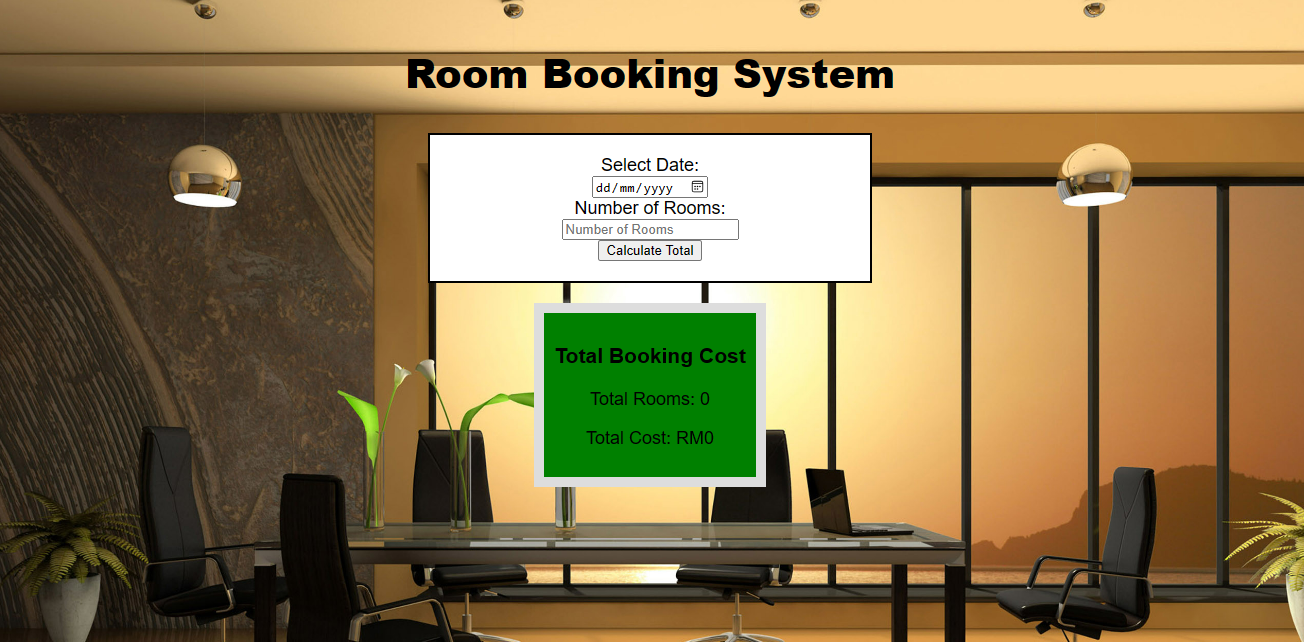 Room Booking System
Select Date:
dd/mm/yyyy
Number of Rooms:
Number of Rooms
Calculate Total
Total Booking Cost
Total Rooms: 0
Total Cost: RM0